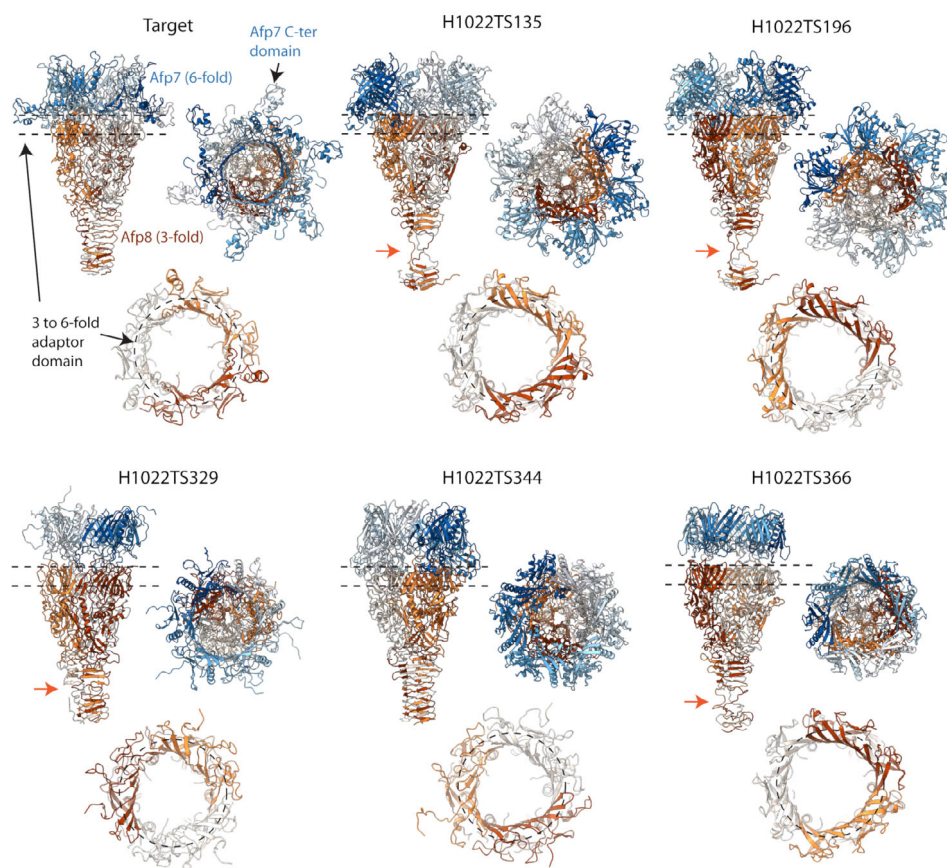 Target
Afp7 C-ter
domain
Afp7 (6-fold)
Afp8 (3-fold)
3 to 6-fold
adaptor
domain
H1022TS135
H1022TS196
H1022TS329
H1022TS344
H1022TS366